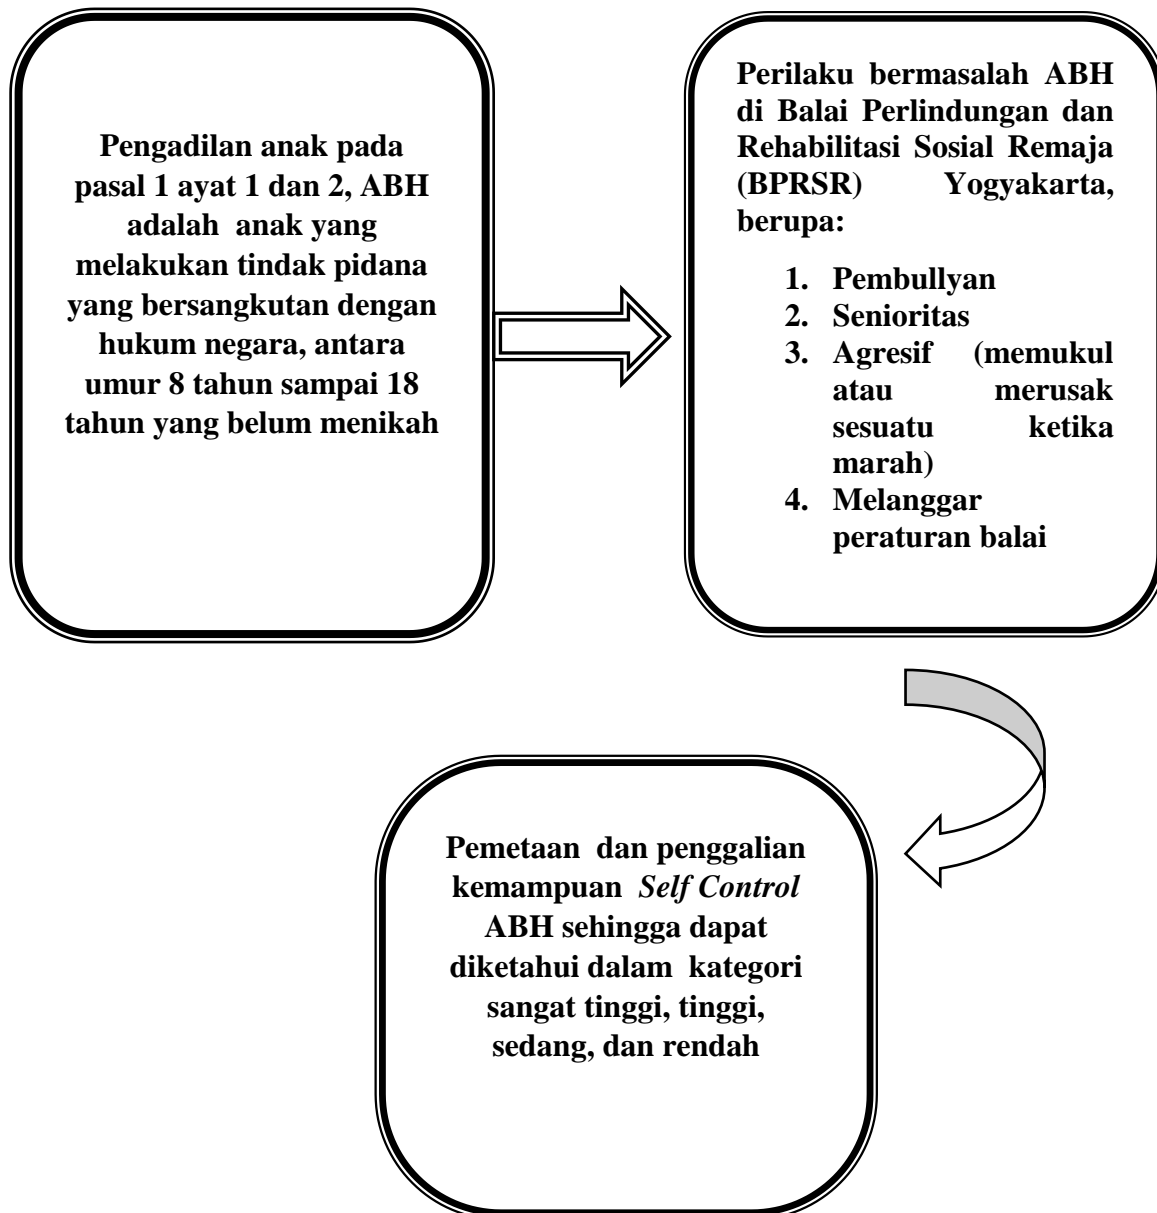 Pengadilan anak pada
pasal 1 ayat 1 dan 2, ABH
adalah anak yang
melakukan tindak pidana
yang bersangkutan dengan
hukum negara, antara
umur 8 tahun sampai 18
tahun yang belum menikah
Perilaku bermasalah ABH
di Balai Perlindungan dan
Rehabilitasi Sosial Remaja
(BPRSR) Yogyakarta,
berupa:
1. Pembullyan
2. Senioritas
3. Agresif (memukul
atau merusak
sesuatu ketika
marah)
4. Melanggar
peraturan balai
Pemetaan dan penggalian
kemampuan Self Control
ABH sehingga dapat
diketahui dalam kategori
sangat tinggi, tinggi,
sedang, dan rendah